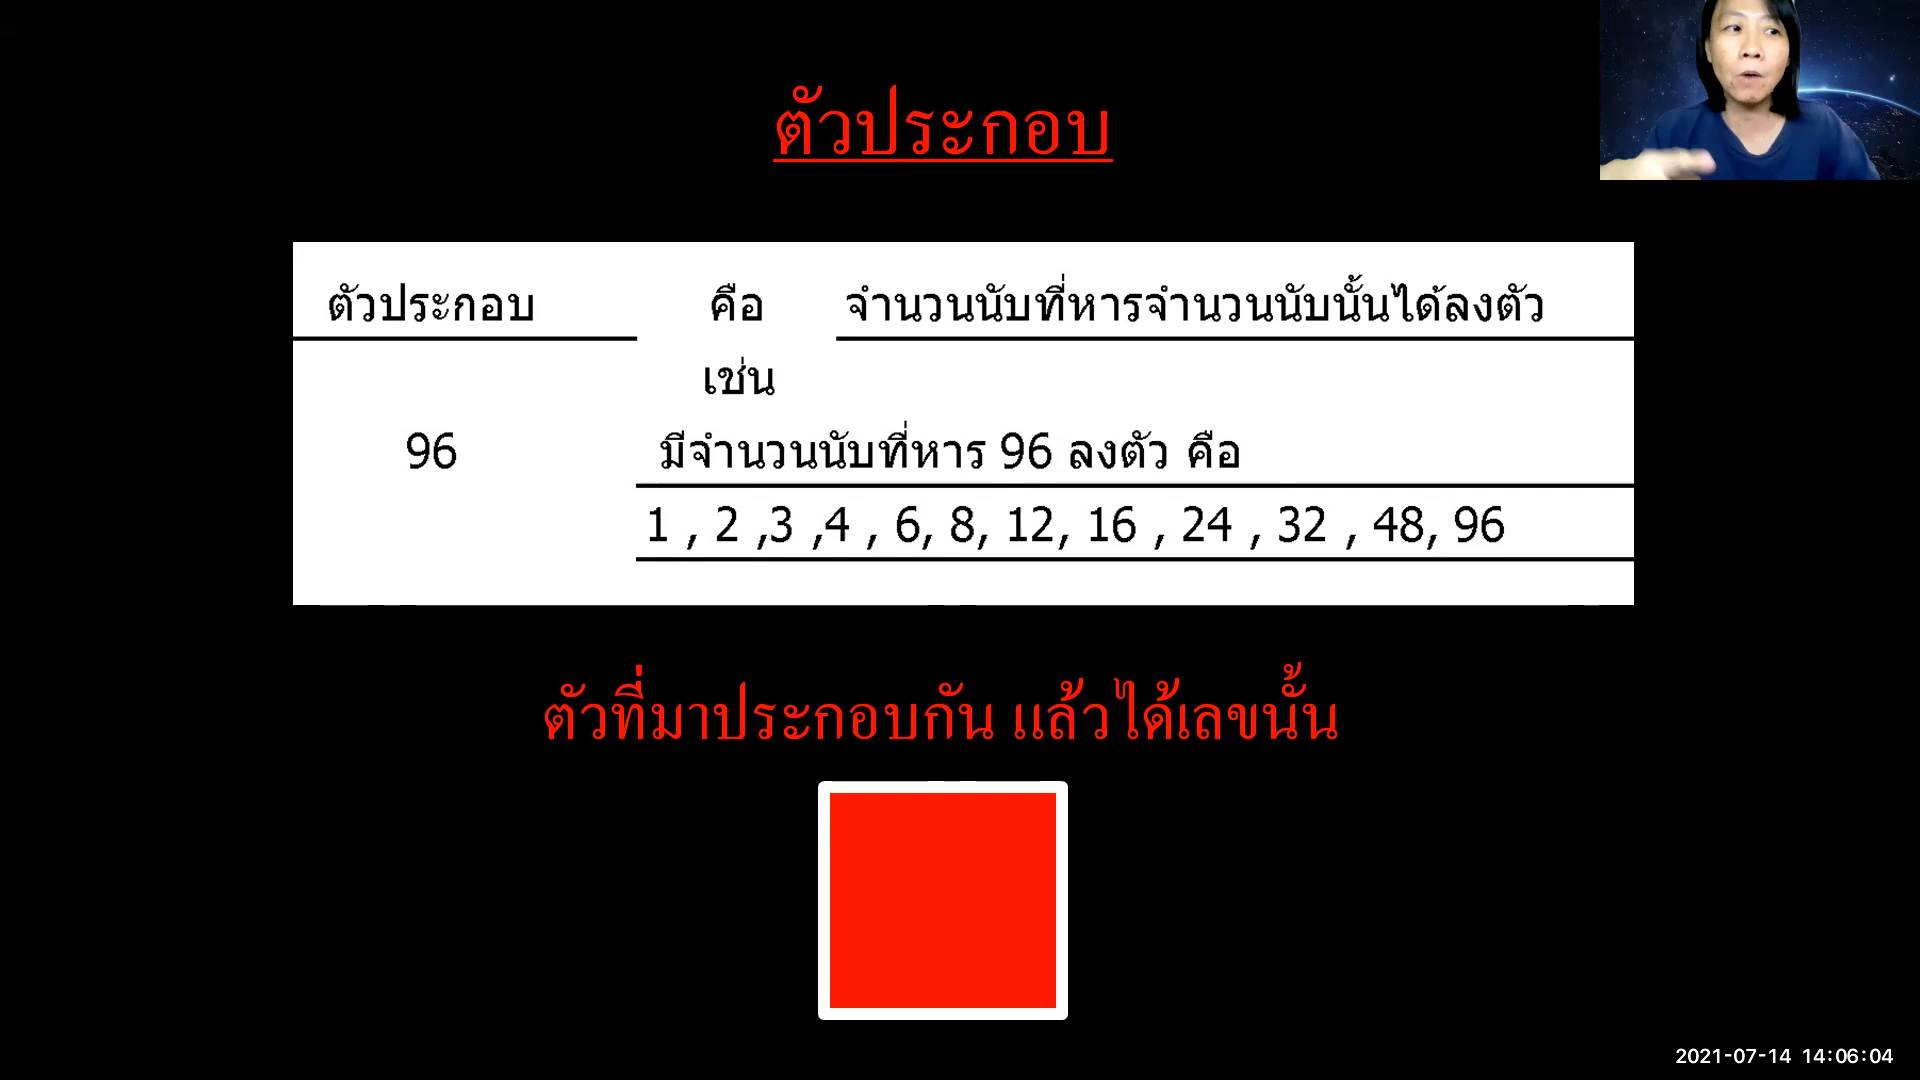 ตัวประกอบ
ตัวประกอบ คือ จำนวนนับที่หารจำนวนนับนั้นได้ลงตัว
เช่น
96 มีจำนวนนับที่หาร 96 ลงตัว คือ
1 , 2 ,3 ,4 , 6, 8, 12, 16 , 24 , 32 , 48, 96
ตัวที่มาประกอบกัน แล้วได้เลขนั้น
2021-07-14 14:06:04